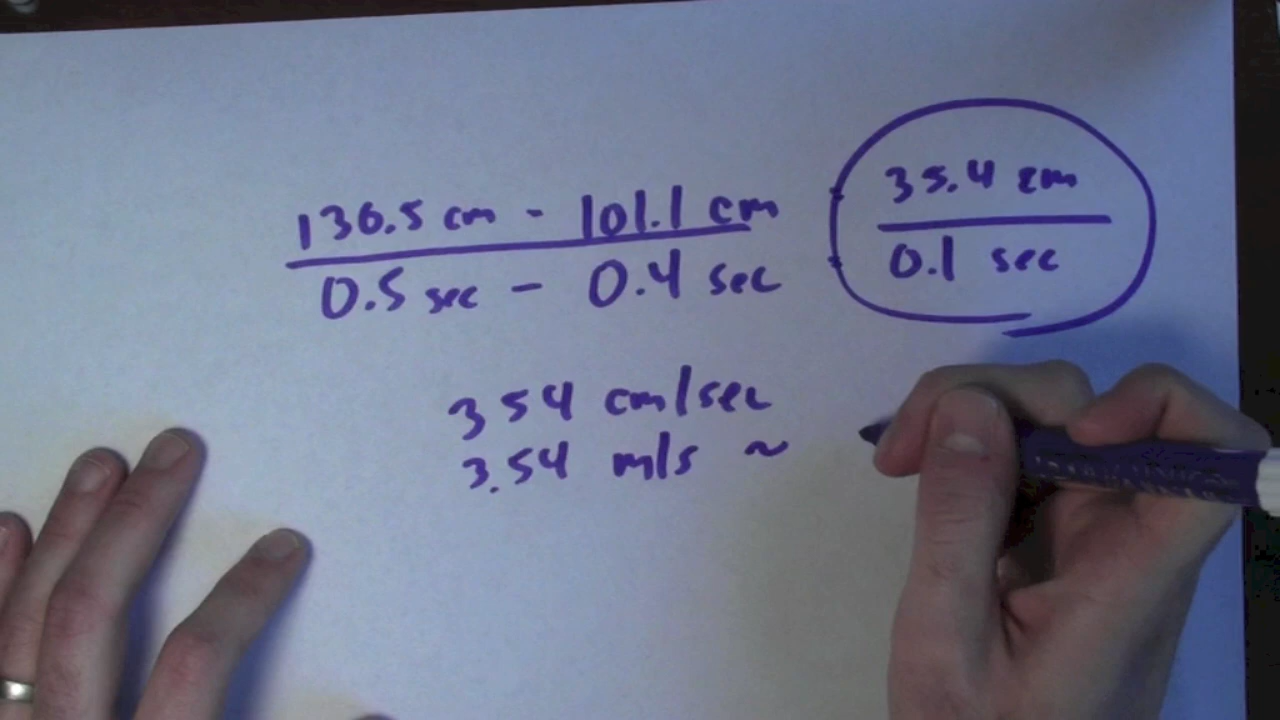 136.5 cm - 101.1 cm
0.5 sec - 0.4 sec
35.4 cm
0.1 sec
354 cm/sec
3.54 m/s ~